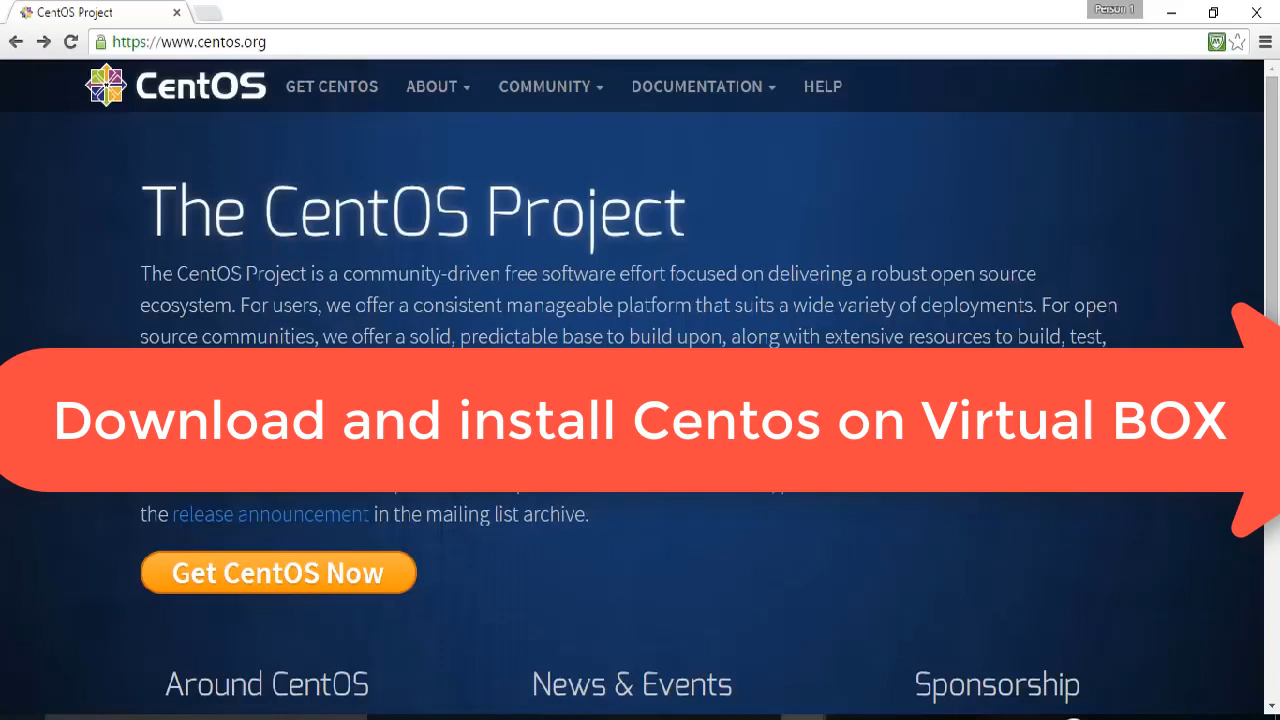 CentOS Project
Person 1
https://www.centos.org
CentOS GET CENTOS ABOUT COMMUNITY DOCUMENTATION HELP
The CentOS Project
The CentOS Project is a community-driven free software effort focused on delivering a robust open source
ecosystem. For users, we offer a consistent manageable platform that suits a wide variety of deployments. For open
source communities, we offer a solid, predictable base to build upon, along with extensive resources to build, test,
Download and install Centos on Virtual BOX
the release announcement in the mailing list archive.
Get CentOS Now
Around CentOS News & Events Sponsorship